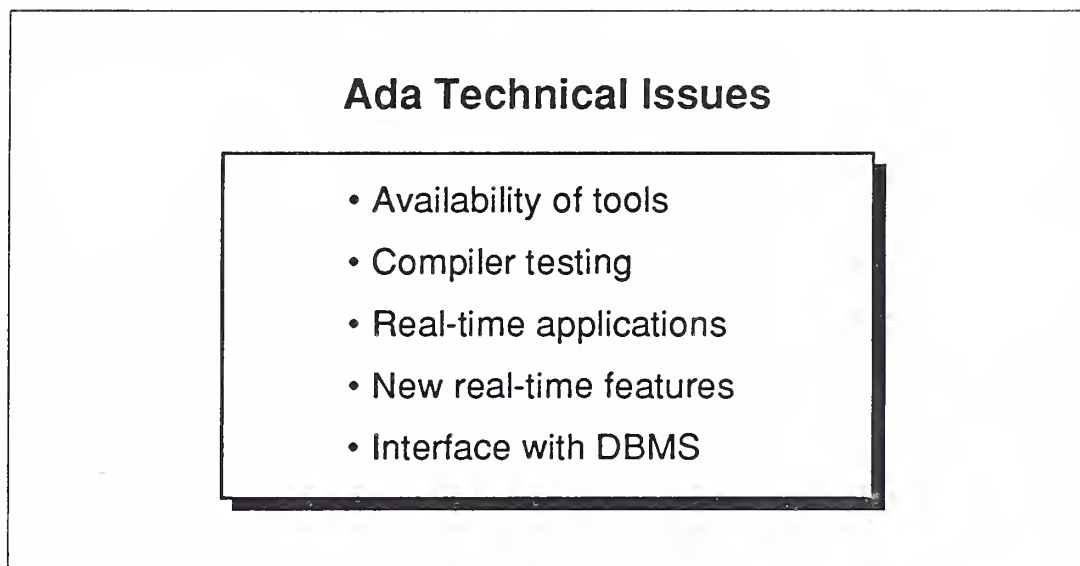 Ada Technical Issues
• Availability of tools
• Compiler testing
• Real-time applications
• New real-time features
• Interface with DBMS